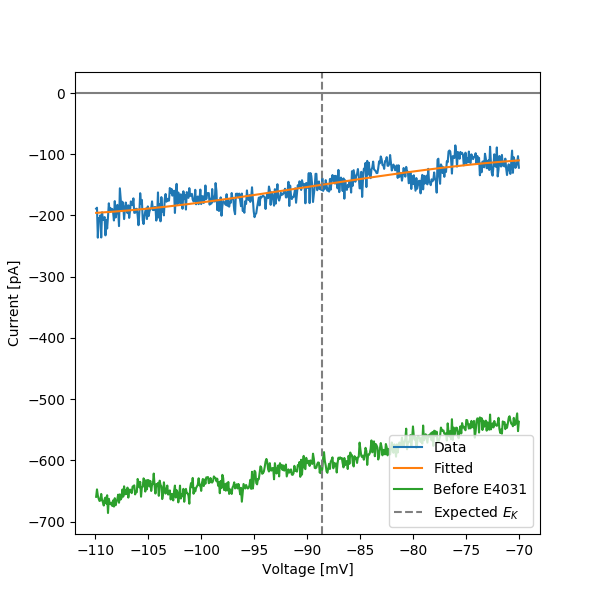 0
−100
−200
−300
−400
−500
−600
−700
Current [pA]
Data
Fitted
Before E4031
Expected E_K
−110
−105
−100
−95
−90
−85
−80
−75
−70
Voltage [mV]